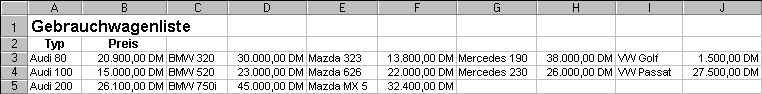 A B C D E F G H I J
1 Gebrauchwagenliste
2 Typ Preis
3 Audi 80 20.900,00 DM BMW 320 30.000,00 DM Mazda 323 13.800,00 DM Mercedes 190 38.000,00 DM VW Golf 1.500,00 DM
4 Audi 100 15.000,00 DM BMW 520 23.000,00 DM Mazda 626 22.000,00 DM Mercedes 230 26.000,00 DM VW Passat 27.500,00 DM
5 Audi 200 26.100,00 DM BMW 750i 45.000,00 DM Mazda MX 5 32.400,00 DM